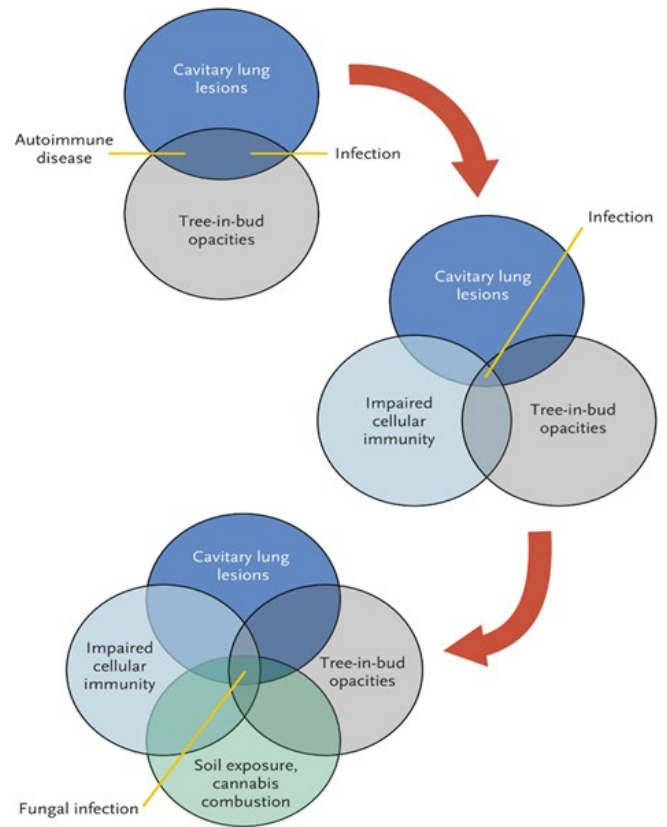 Cavitary lung
lesions
Autoimmune
disease
Infection
Tree-in-bud
opacities
Infection
Cavitary lung
lesions
Impaired
cellular
immunity
Tree-in-bud
opacities
Cavitary lung
lesions
Impaired
cellular
immunity
Tree-in-bud
opacities
Soil exposure,
cannabis
combustion
Fungal infection